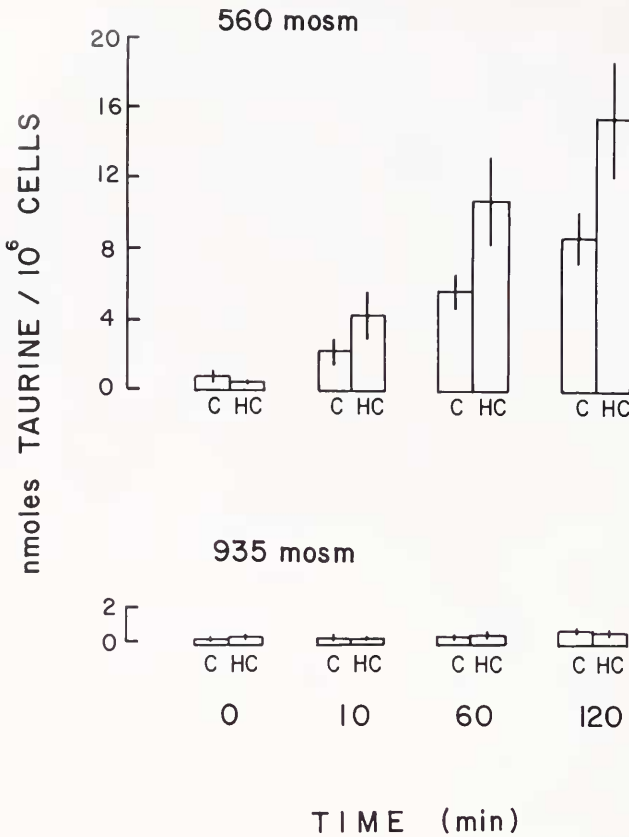 560 mosm
nmoles TAURINE / 10⁶ CELLS
20
16
12
8
4
0
C HC C HC C HC C HC
935 mosm
2
0
C HC C HC C HC C HC
0 10 60 120
TIME (min)